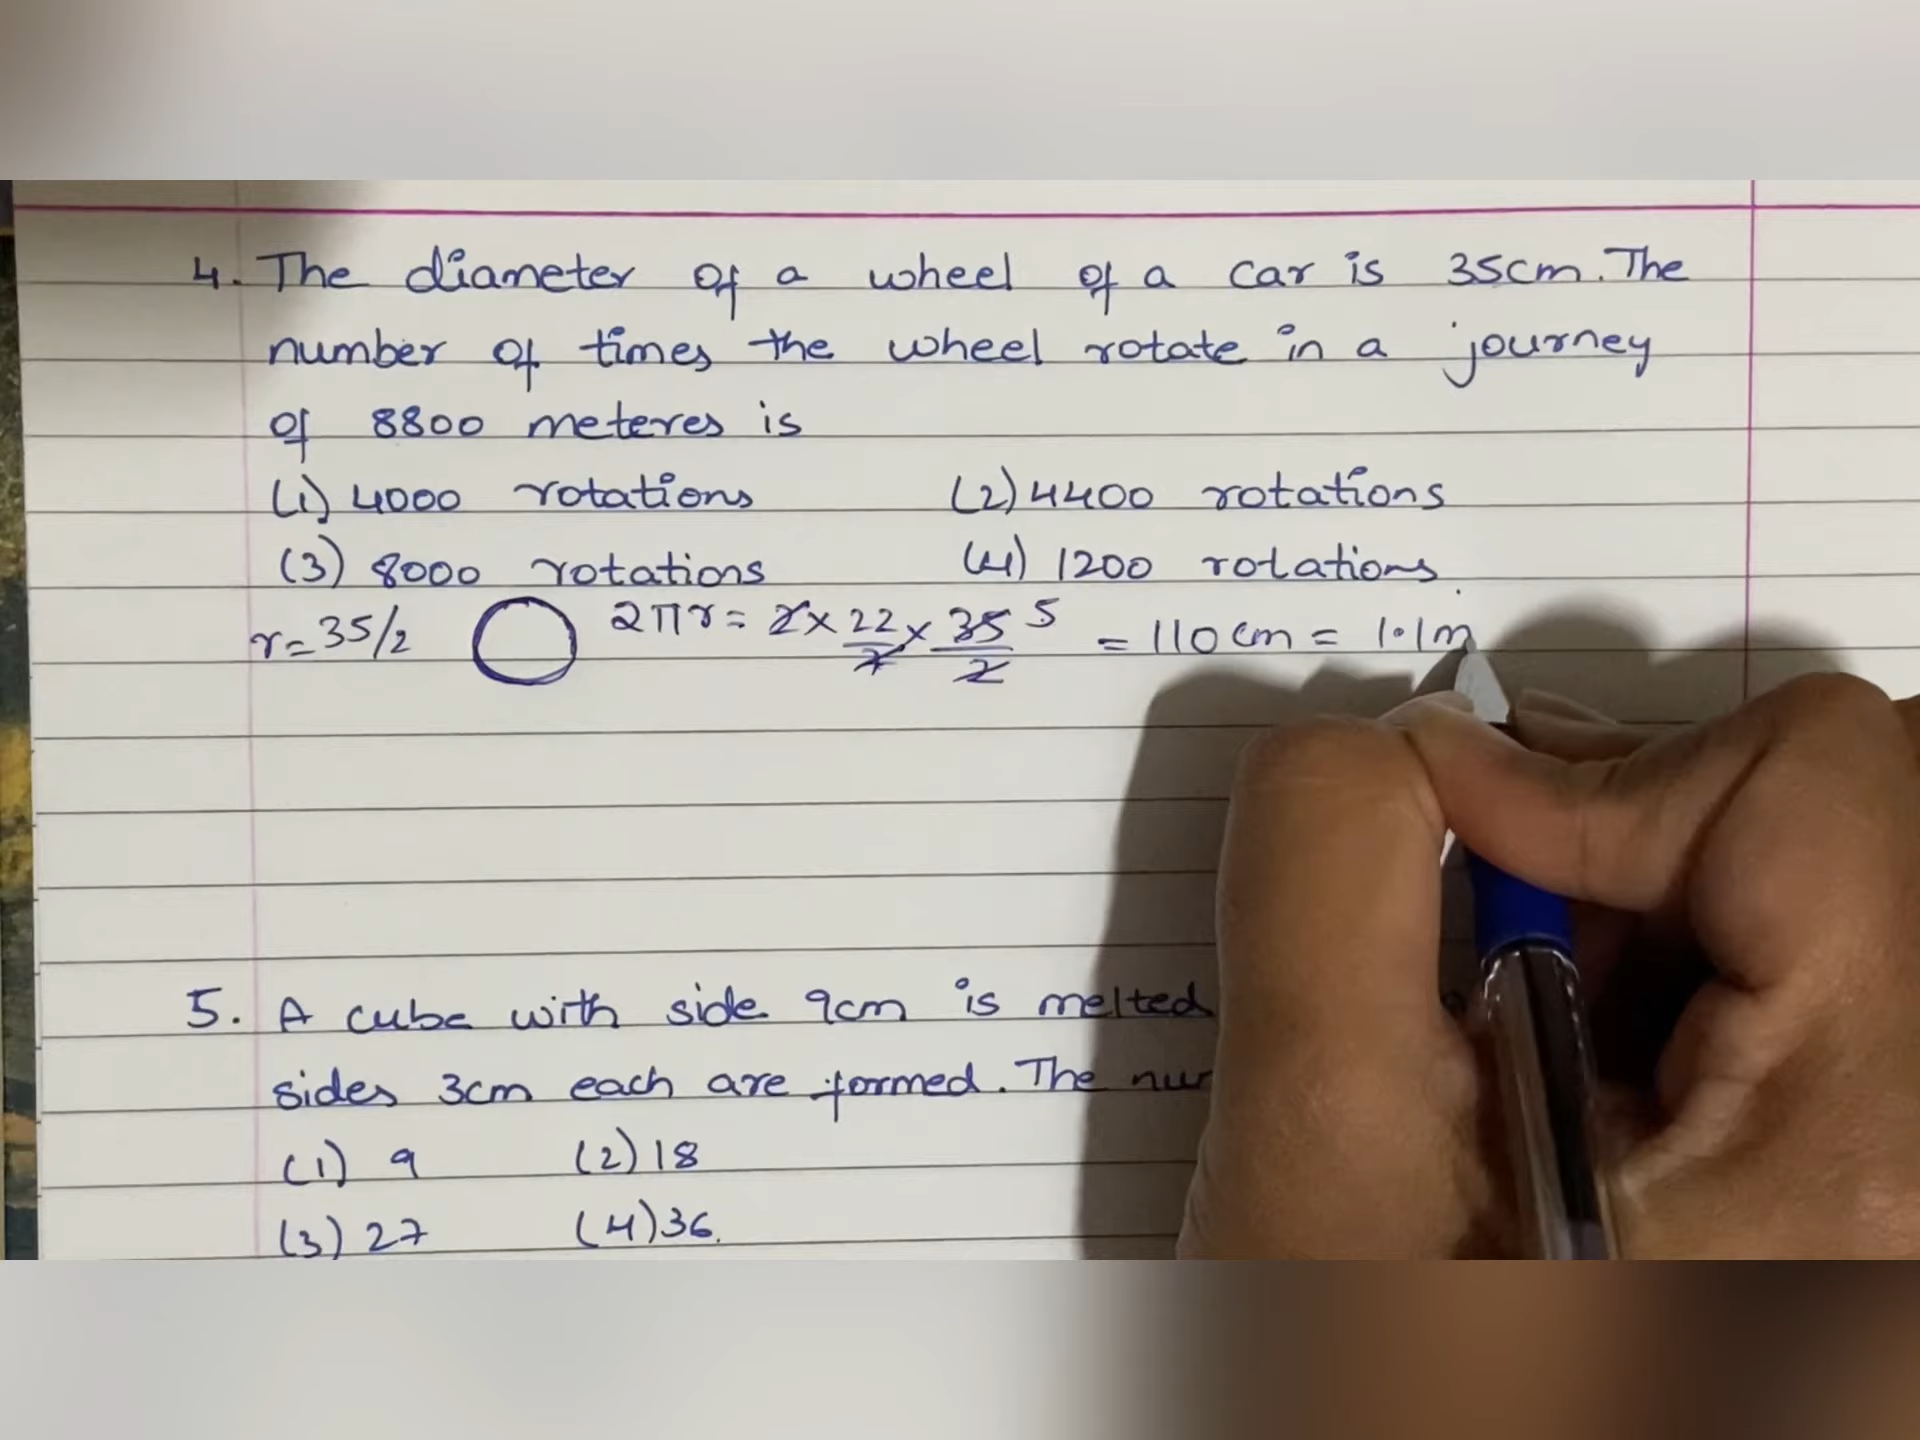 4. The diameter of a wheel of a car is 35cm. The
number of times the wheel rotate in a journey
of 8800 meteres is
(1) 4000 rotations (2) 4400 rotations
(3) 8000 rotations (4) 1200 rotations.
r = 35/2 2πr = 2 × 22/7 × 35/2 5 = 110 cm = 1.1m
5. A cube with side 9cm is melted
sides 3cm each are formed. The
(1) 9 (2) 18
(3) 27 (4) 36.